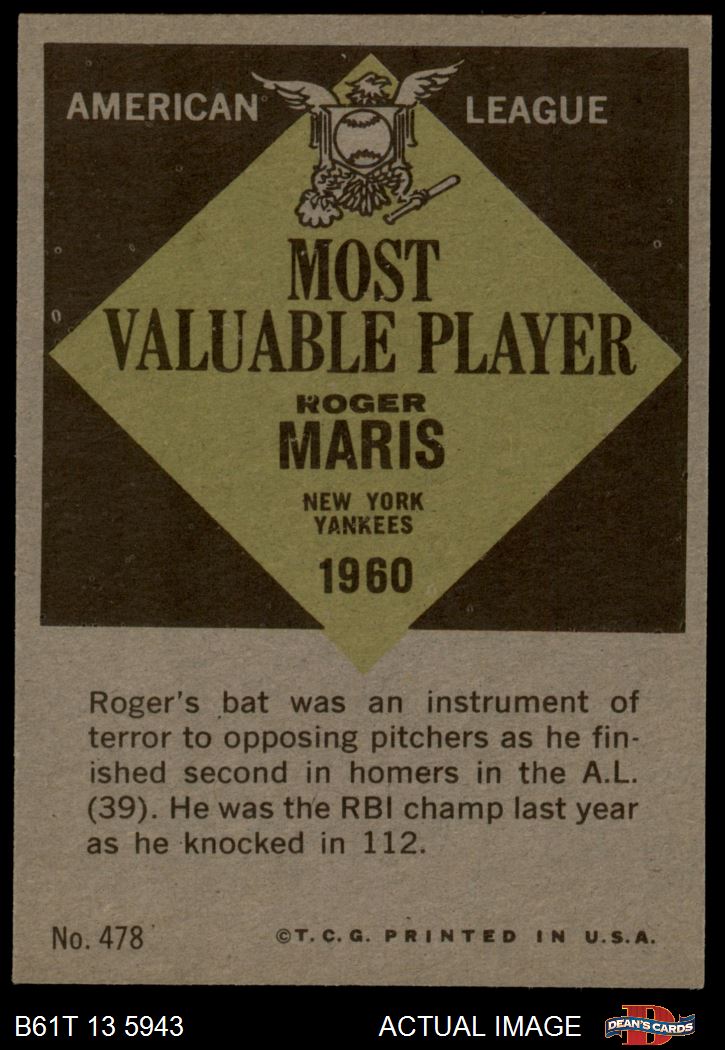 AMERICAN LEAGUE
MOST
VALUABLE PLAYER
ROGER
MARIS
NEW YORK
YANKEES
1960
Roger's bat was an instrument of
terror to opposing pitchers as he fin-
ished second in homers in the A.L.
(39). He was the RBI champ last year
as he knocked in 112.
No. 478 ©T.C.G. PRINTED IN U.S.A.
B61T 13 5943 ACTUAL IMAGE D DEAN'S CARDS